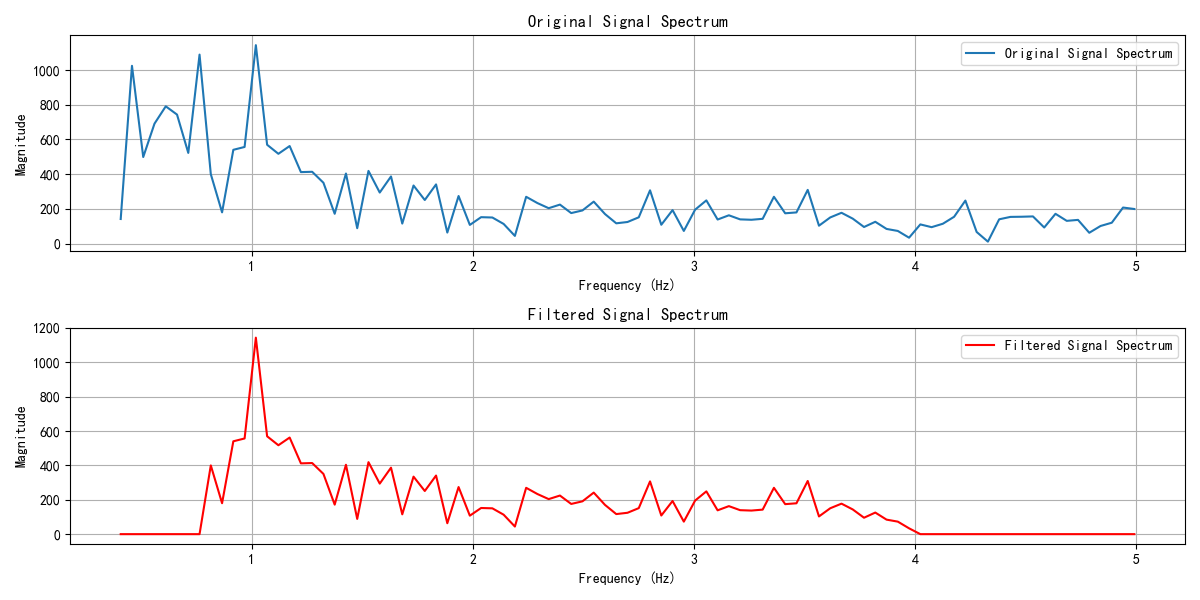 Original Signal Spectrum
Original Signal Spectrum
Magnitude
1000
800
600
400
200
0
1
2
3
4
5
Frequency (Hz)
Filtered Signal Spectrum
Filtered Signal Spectrum
Magnitude
1200
1000
800
600
400
200
0
1
2
3
4
5
Frequency (Hz)